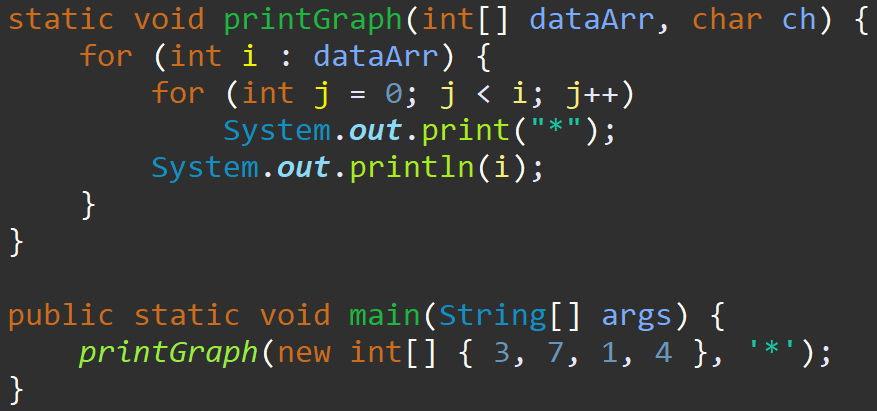 static void printGraph(int[] dataArr, char ch) {
    for (int i : dataArr) {
        for (int j = 0; j < i; j++)
            System.out.print("*");
        System.out.println(i);
    }
}

public static void main(String[] args) {
    printGraph(new int[] { 3, 7, 1, 4 }, '*');
}